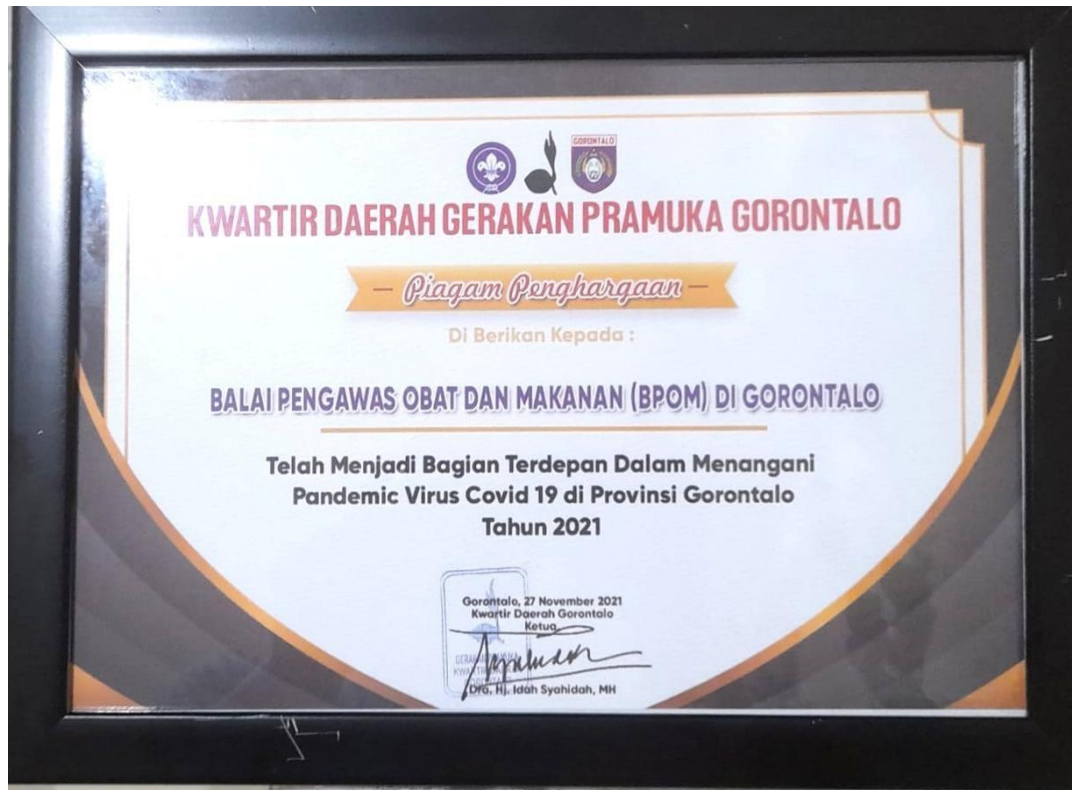 GORONTALO
KWARTIR DAERAH GERAKAN PRAMUKA GORONTALO
Piagam Penghargaan
Di Berikan Kepada :
BALAI PENGAWAS OBAT DAN MAKANAN (BPOM) DI GORONTALO
Telah Menjadi Bagian Terdepan Dalam Menangani
Pandemic Virus Covid 19 di Provinsi Gorontalo
Tahun 2021
Gorontalo, 27 November 2021
Kwartir Daerah Gorontalo
Ketua
Dra, Hj. Idah Syahidah, MH